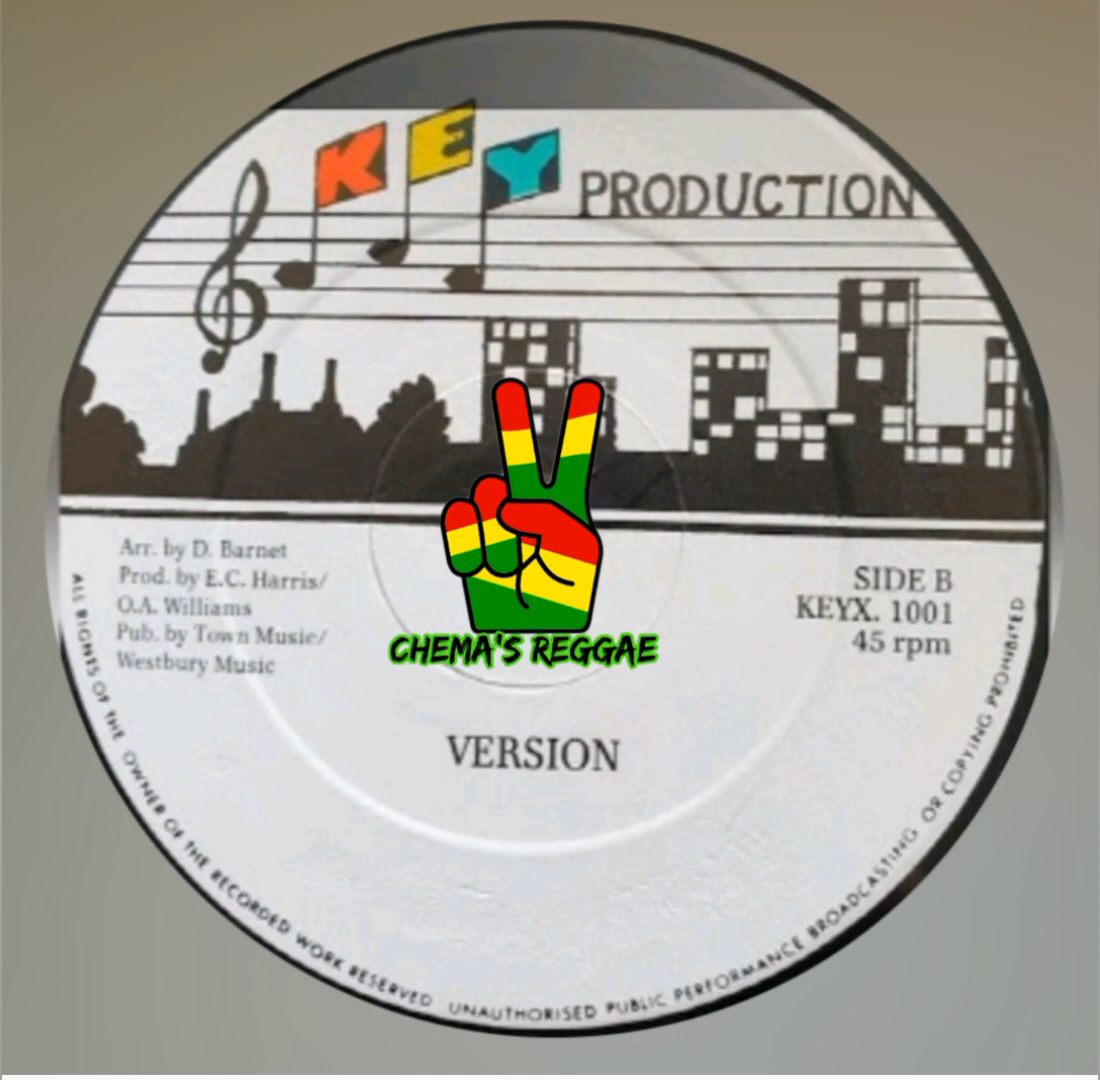 KEY PRODUCTION
Arr. by D. Barnet
Prod. by E.C. Harris/
O.A. Williams
Pub. by Town Music/
Westbury Music
SIDE B
KEYX. 1001
45 rpm
CHEMA'S REGGAE
VERSION
ALL RIGHTS OF THE OWNER OF THE RECORDED WORK RESERVED UNAUTHORISED PUBLIC PERFORMANCE BROADCASTING OR COPYING PROHIBITED